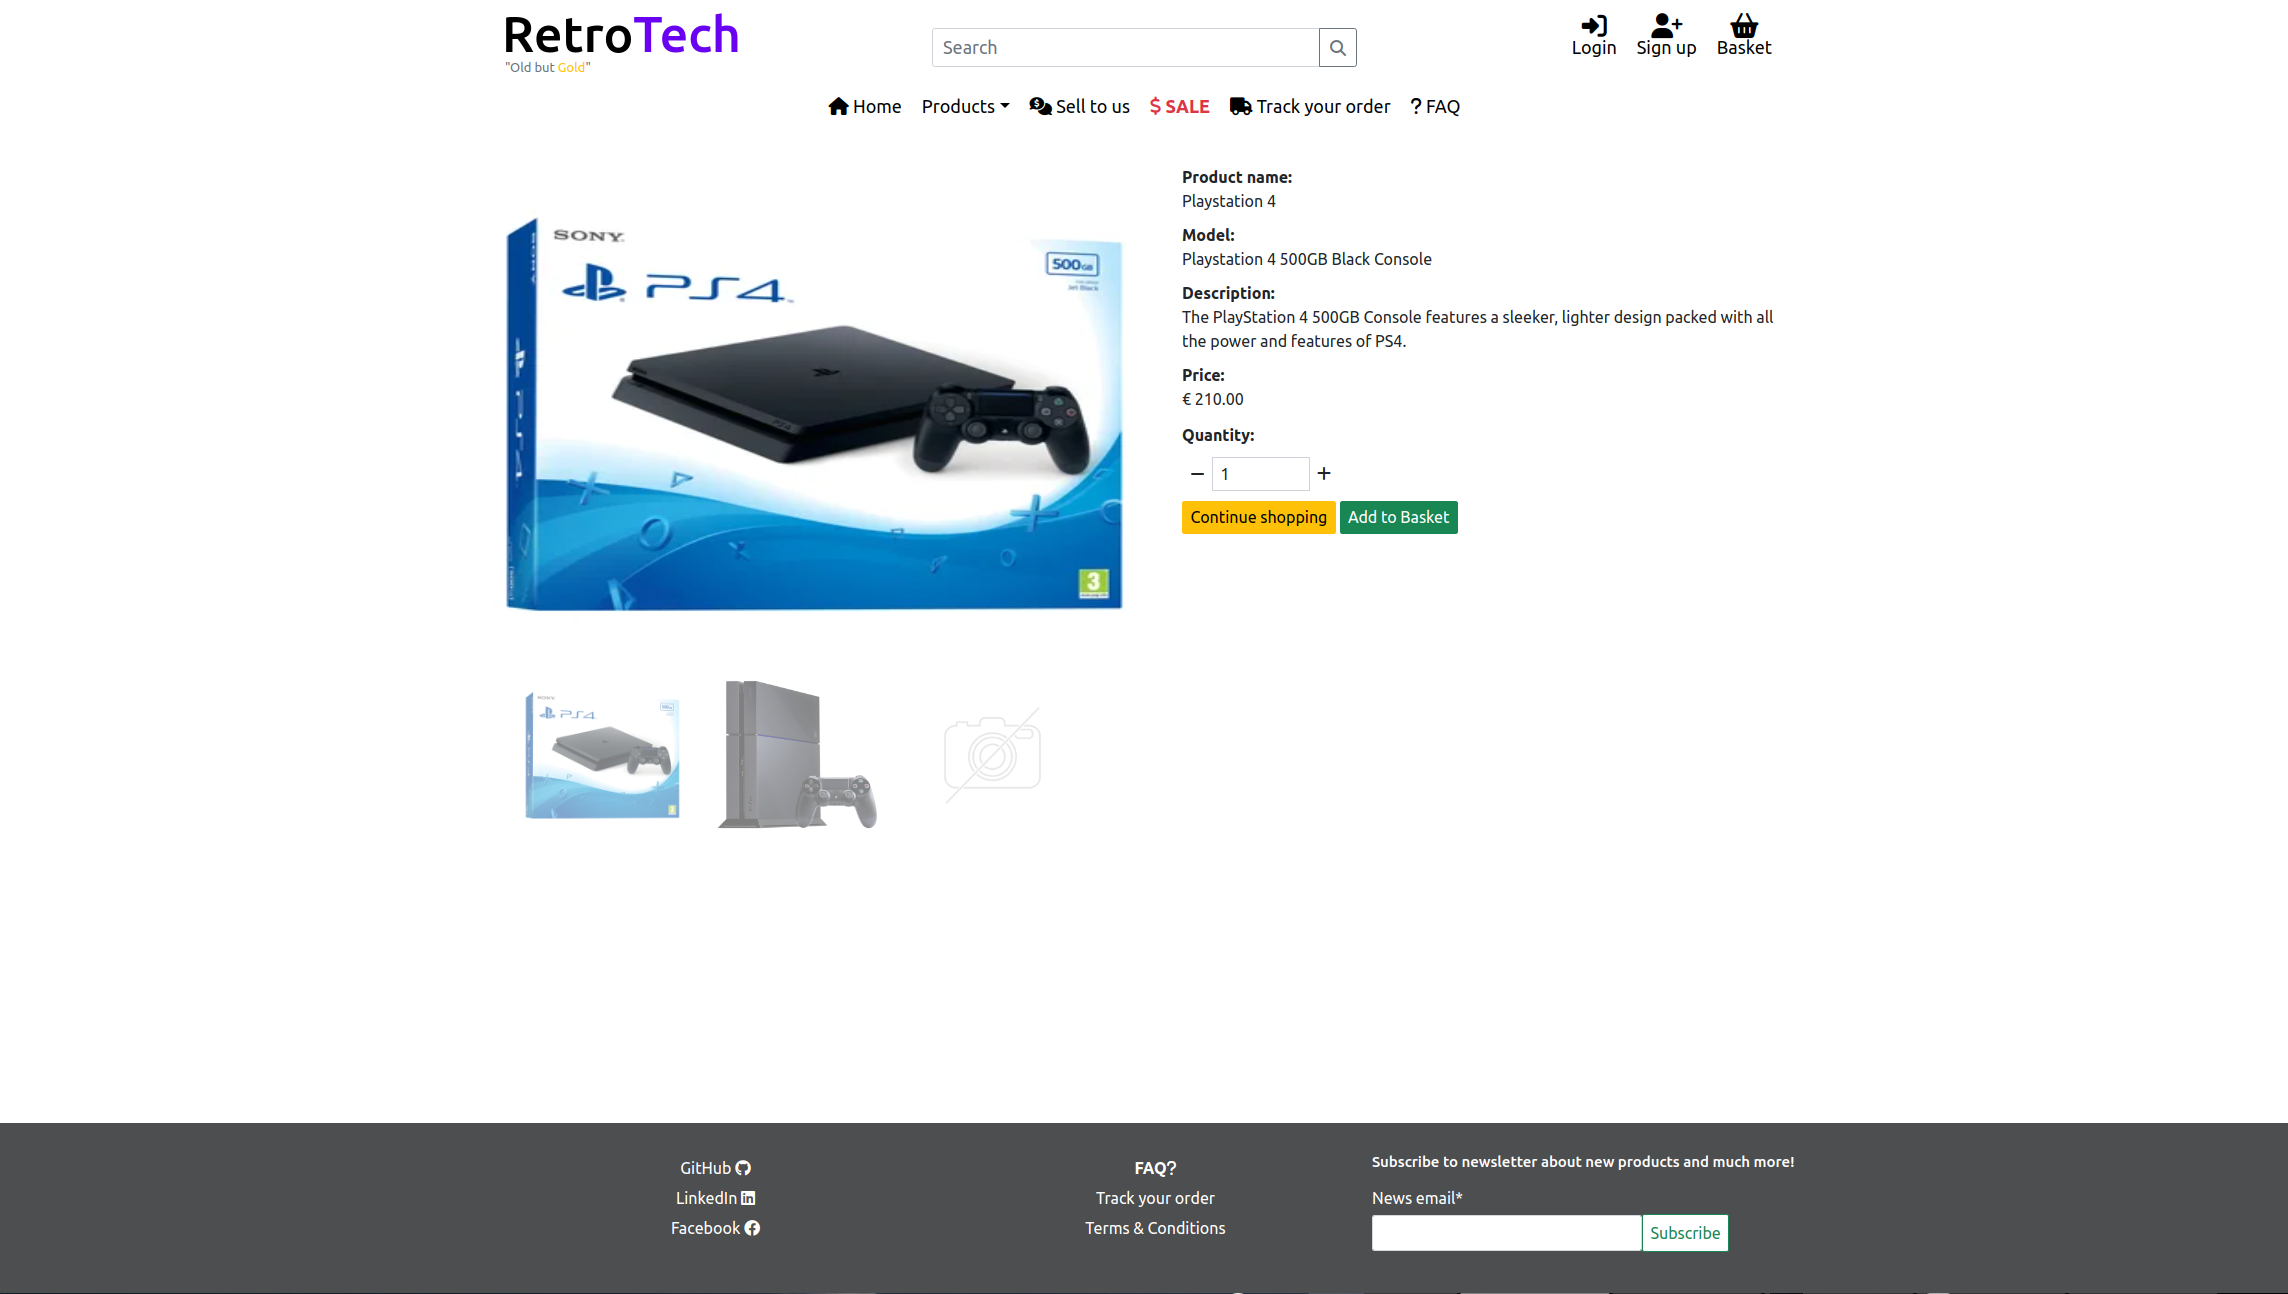 RetroTech
"Old but Gold"
Search
Login
Sign up
Basket
Home
Products
Sell to us
$ SALE
Track your order
? FAQ
SONY
PS4
500GB
Jet Black
3
Product name:
Playstation 4
Model:
Playstation 4 500GB Black Console
Description:
The PlayStation 4 500GB Console features a sleeker, lighter design packed with all
the power and features of PS4.
Price:
€ 210.00
Quantity:
1
Continue shopping
Add to Basket
SONY
PS4
GitHub
LinkedIn
Facebook
FAQ?
Track your order
Terms & Conditions
Subscribe to newsletter about new products and much more!
News email*
Subscribe